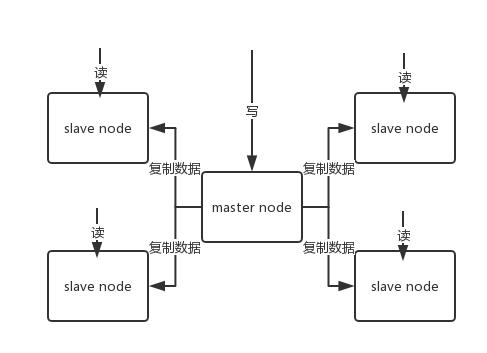 读
写
读
slave node
slave node
复制数据
复制数据
master node
读
读
复制数据
复制数据
slave node
slave node